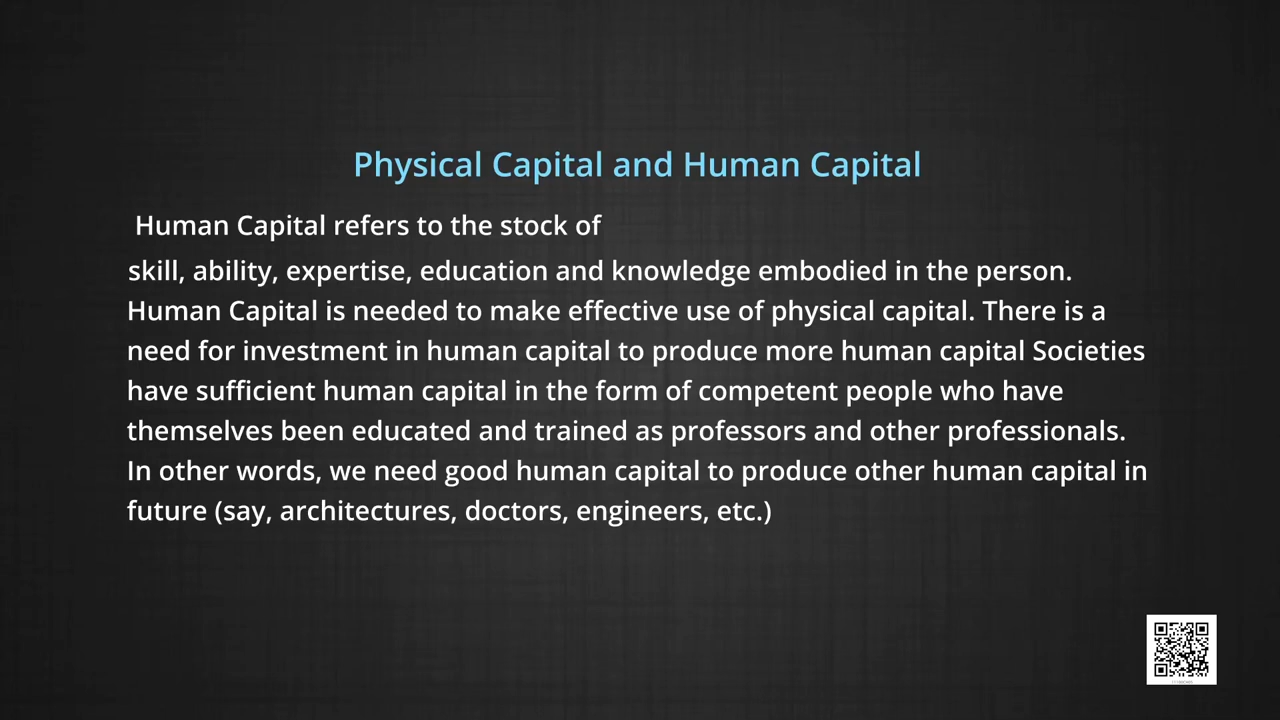 Physical Capital and Human Capital
Human Capital refers to the stock of
skill, ability, expertise, education and knowledge embodied in the person.
Human Capital is needed to make effective use of physical capital. There is a
need for investment in human capital to produce more human capital Societies
have sufficient human capital in the form of competent people who have
themselves been educated and trained as professors and other professionals.
In other words, we need good human capital to produce other human capital in
future (say, architectures, doctors, engineers, etc.)